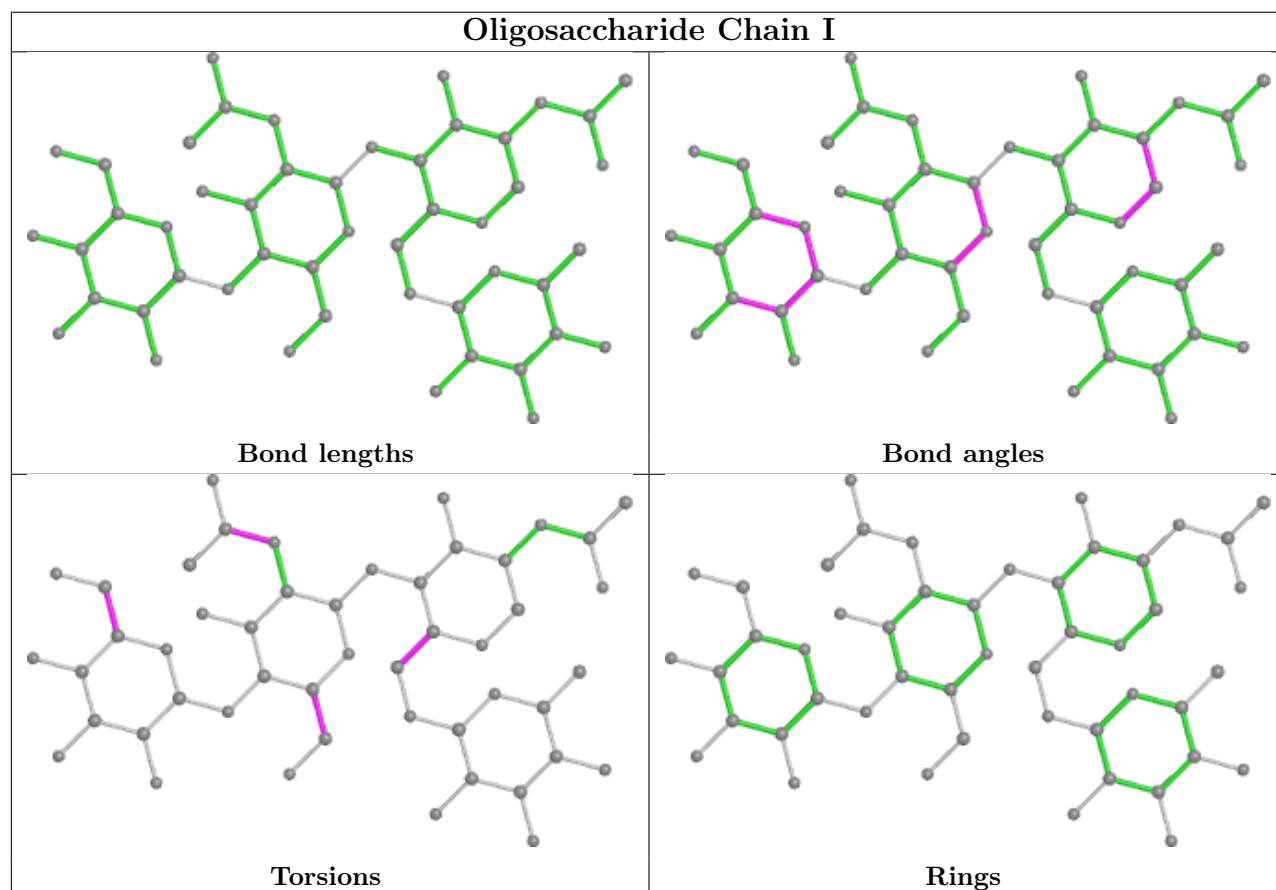 Oligosaccharide Chain I
Bond lengths
Bond angles
Torsions
Rings